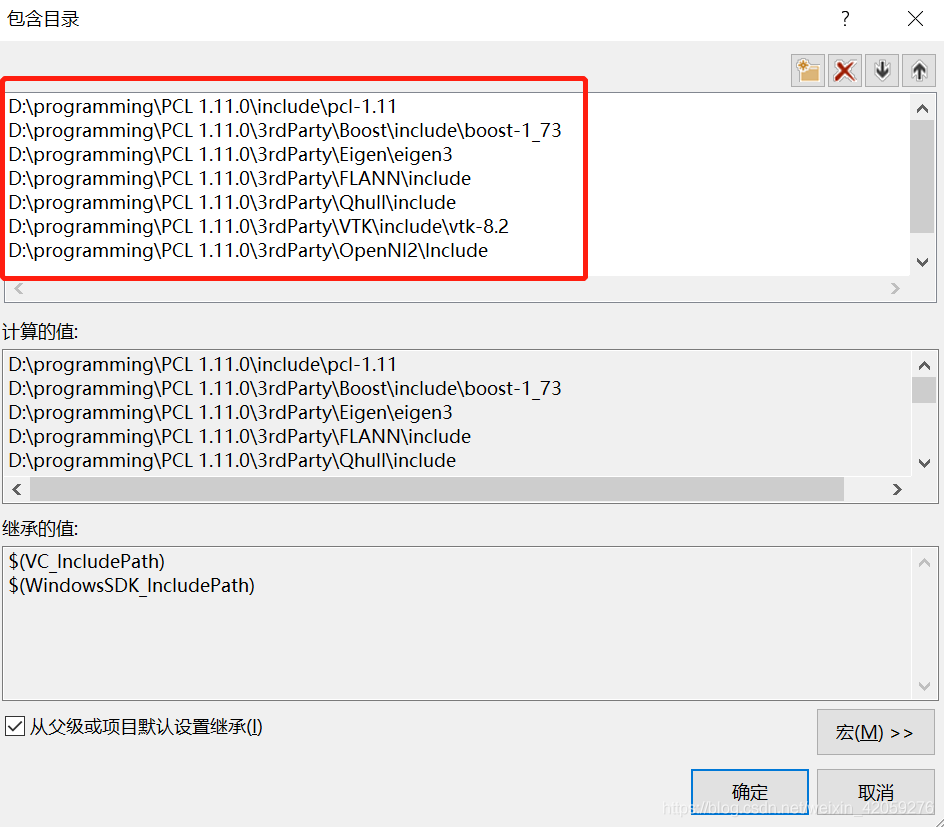 包含目录
?
D:\programming\PCL 1.11.0\include\pcl-1.11
D:\programming\PCL 1.11.0\3rdParty\Boost\include\boost-1_73
D:\programming\PCL 1.11.0\3rdParty\Eigen\eigen3
D:\programming\PCL 1.11.0\3rdParty\FLANN\include
D:\programming\PCL 1.11.0\3rdParty\Qhull\include
D:\programming\PCL 1.11.0\3rdParty\VTK\include\vtk-8.2
D:\programming\PCL 1.11.0\3rdParty\OpenNI2\Include
计算的值:
D:\programming\PCL 1.11.0\include\pcl-1.11
D:\programming\PCL 1.11.0\3rdParty\Boost\include\boost-1_73
D:\programming\PCL 1.11.0\3rdParty\Eigen\eigen3
D:\programming\PCL 1.11.0\3rdParty\FLANN\include
D:\programming\PCL 1.11.0\3rdParty\Qhull\include
继承的值:
$(VC_IncludePath)
$(WindowsSDK_IncludePath)
从父级或项目默认设置继承(I)
宏(M) >>
确定
取消
https://blog.csdn.net/weixin_42059276